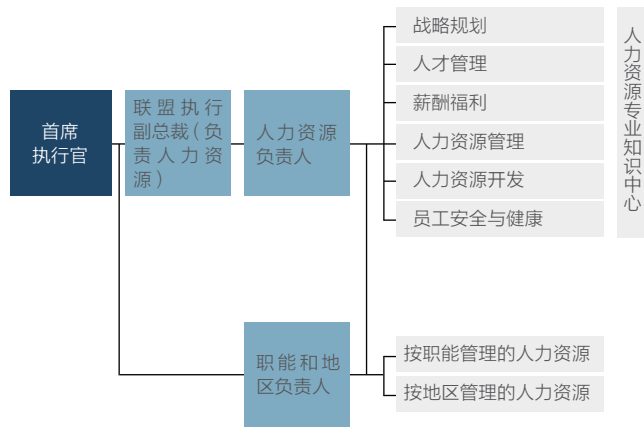 首席
执行官
联盟执行
副总裁（负
责人力资
源）
人力资源
负责人
战略规划
人才管理
薪酬福利
人力资源管理
人力资源开发
员工安全与健康
人力资源专业知识中心
职能和地
区负责人
按职能管理的人力资源
按地区管理的人力资源